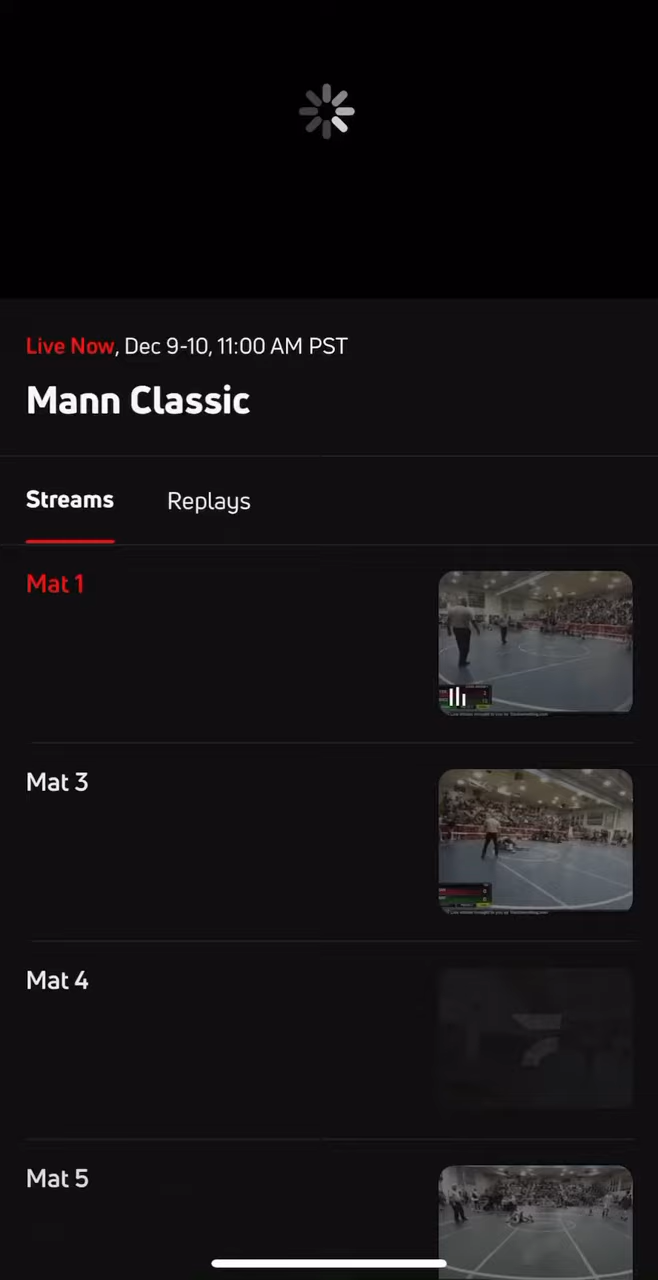 Live Now, Dec 9-10, 11:00 AM PST
Mann Classic
Streams Replays
Mat 1
Mat 3
Mat 4
Mat 5